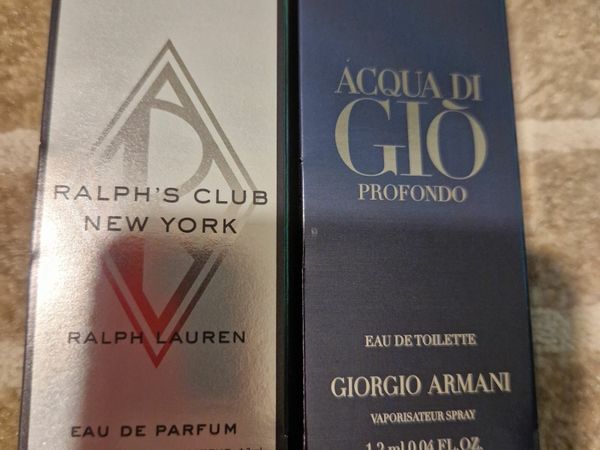 RALPH'S CLUB
NEW YORK
RALPH LAUREN
EAU DE PARFUM
ACQUA DI
GIÒ
PROFONDO
EAU DE TOILETTE
GIORGIO ARMANI
VAPORISATEUR SPRAY
1.2 ml 0.04 FL.OZ.